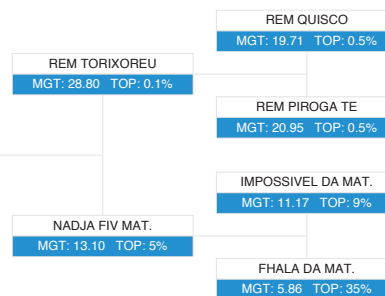 REM QUISCO
MGT: 19.71 TOP: 0.5%
REM TORIXOREU
MGT: 28.80 TOP: 0.1%
REM PIROGA TE
MGT: 20.95 TOP: 0.5%
IMPOSSIVEL DA MAT.
MGT: 11.17 TOP: 9%
NADJA FIV MAT.
MGT: 13.10 TOP: 5%
FHALA DA MAT.
MGT: 5.86 TOP: 35%